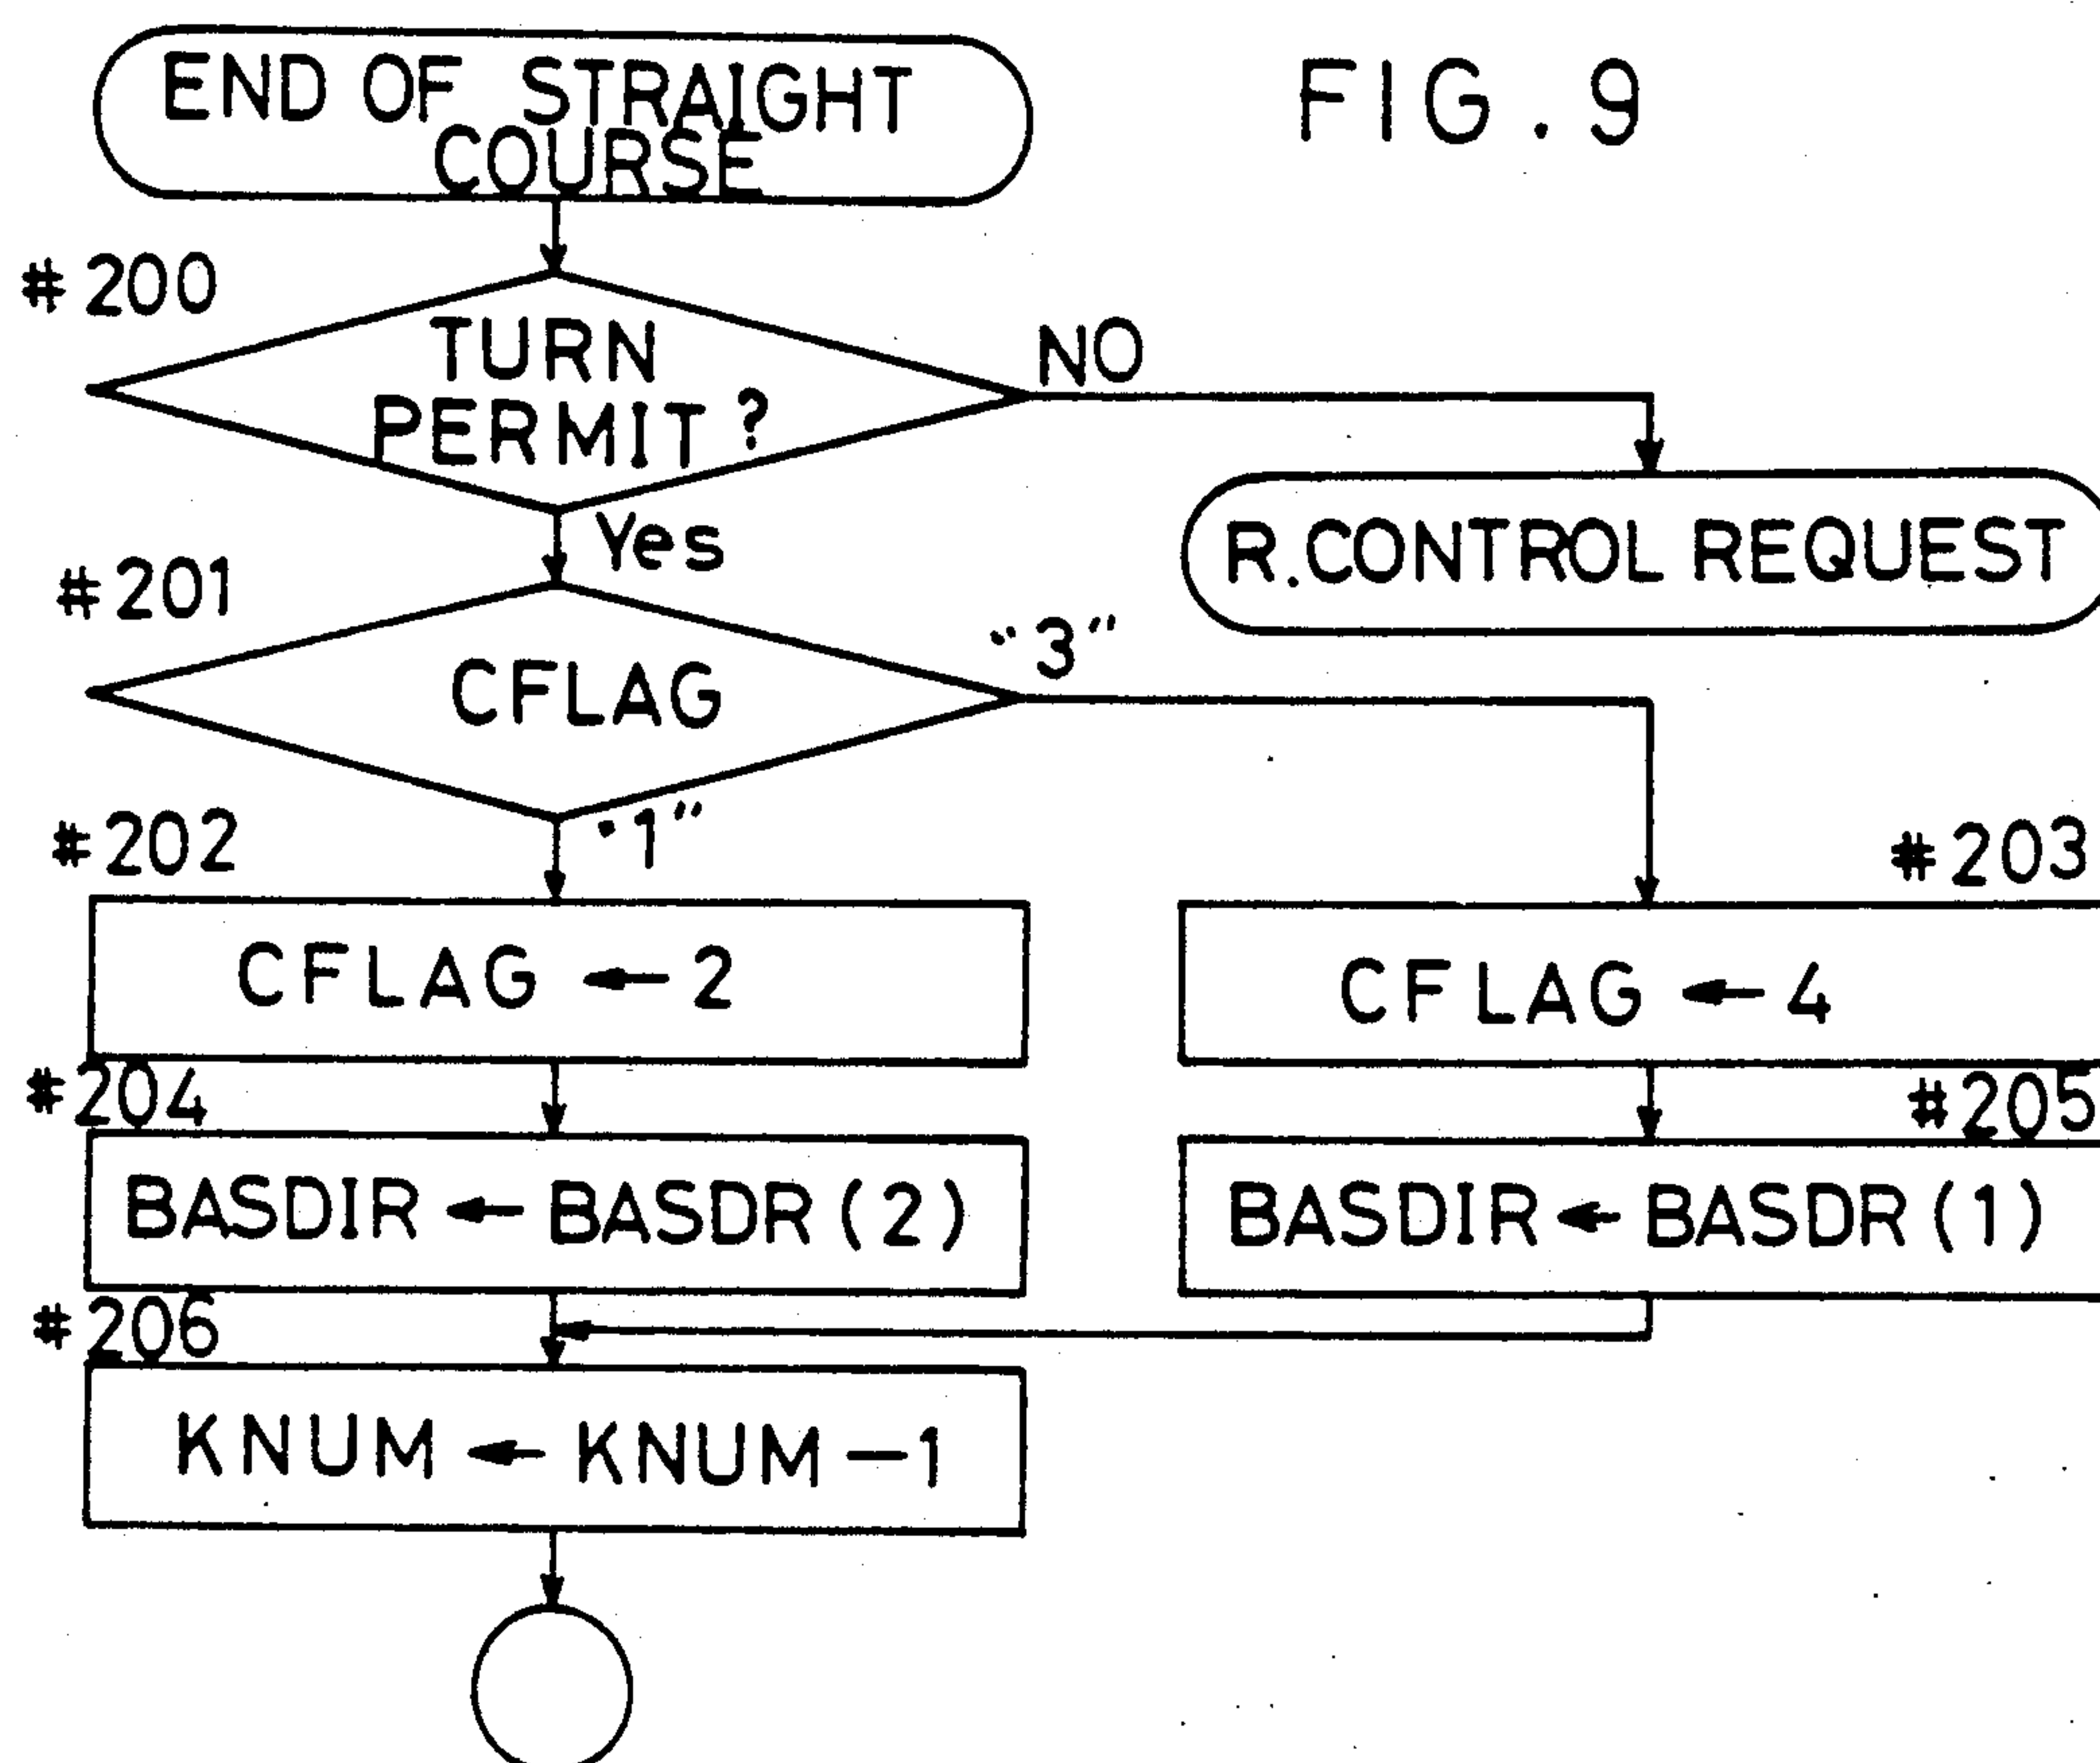 END OF STRAIGHT
COURSE
FIG.9
#200
TURN
PERMIT?
NO
R.CONTROL REQUEST
Yes
#201
CFLAG
"3"
"1"
#202
CFLAG ← 2
#203
CFLAG ← 4
#204
BASDIR ← BASDR(2)
#205
BASDIR ← BASDR(1)
#206
KNUM ← KNUM-1